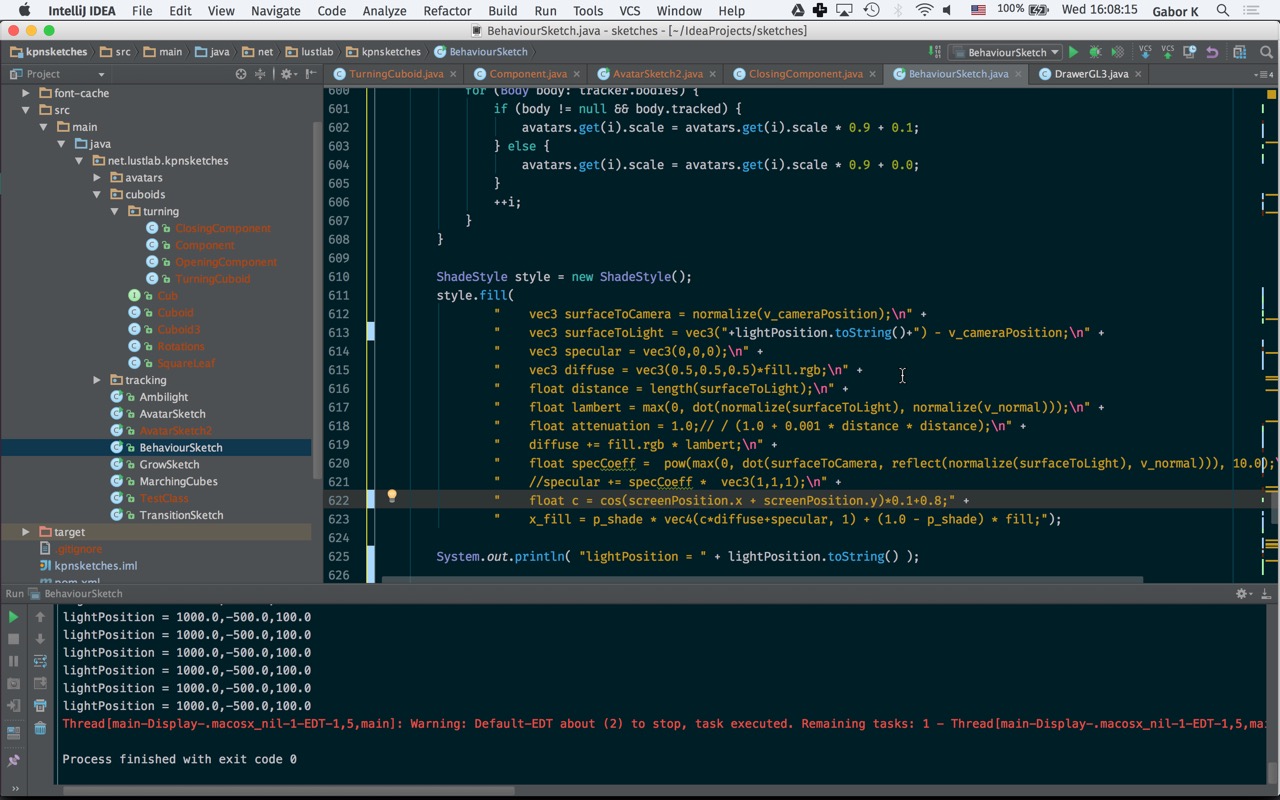 IntelliJ IDEA File Edit View Navigate Code Analyze Refactor Build Run Tools VCS Window Help 100% Wed 16:08:15 Gabor K
BehaviourSketch.java - sketches - [~/IdeaProjects/sketches]
kpnsketches src main java net lustlab kpnsketches BehaviourSketch BehaviourSketch VCS VCS
Project TurningCuboid.java × Component.java × AvatarSketch2.java × ClosingComponent.java × BehaviourSketch.java × DrawerGL3.java × 4
font-cache
src
main
java
net.lustlab.kpnsketches
avatars
cuboids
turning
ClosingComponent
Component
OpeningComponent
TurningCuboid
Cub
Cuboid
Cuboid3
Rotations
SquareLeaf
tracking
Ambilight
AvatarSketch
AvatarSketch2
BehaviourSketch
GrowSketch
MarchingCubes
TestClass
TransitionSketch
target
.gitignore
kpnsketches.iml
pom.xml
600 for (Body body: tracker.bodies) {
601 if (body != null && body.tracked) {
602 avatars.get(i).scale = avatars.get(i).scale * 0.9 + 0.1;
603 } else {
604 avatars.get(i).scale = avatars.get(i).scale * 0.9 + 0.0;
605 }
606 ++i;
607 }
608 }
609
610 ShadeStyle style = new ShadeStyle();
611 style.fill(
612 " vec3 surfaceToCamera = normalize(v_cameraPosition);\n" +
613 " vec3 surfaceToLight = vec3("+lightPosition.toString()+") - v_cameraPosition;\n" +
614 " vec3 specular = vec3(0,0,0);\n" +
615 " vec3 diffuse = vec3(0.5,0.5,0.5)*fill.rgb;\n" +
616 " float distance = length(surfaceToLight);\n" +
617 " float lambert = max(0, dot(normalize(surfaceToLight), normalize(v_normal)));\n" +
618 " float attenuation = 1.0;// / (1.0 + 0.001 * distance * distance);\n" +
619 " diffuse += fill.rgb * lambert;\n" +
620 " float specCoeff =  pow(max(0, dot(surfaceToCamera, reflect(normalize(surfaceToLight), v_normal))), 10.0);\
621 " //specular += specCoeff *  vec3(1,1,1);\n" +
622 " float c = cos(screenPosition.x + screenPosition.y)*0.1+0.8;" +
623 " x_fill = p_shade * vec4(c*diffuse+specular, 1) + (1.0 - p_shade) * fill;");
624
625 System.out.println( "lightPosition = " + lightPosition.toString() );
626
Run BehaviourSketch
lightPosition = 1000.0,-500.0,100.0
lightPosition = 1000.0,-500.0,100.0
lightPosition = 1000.0,-500.0,100.0
lightPosition = 1000.0,-500.0,100.0
lightPosition = 1000.0,-500.0,100.0
lightPosition = 1000.0,-500.0,100.0
Thread[main-Display-.macosx_nil-1-EDT-1,5,main]: Warning: Default-EDT about (2) to stop, task executed. Remaining tasks: 1 - Thread[main-Display-.macosx_nil-1-EDT-1,5,mai
Process finished with exit code 0